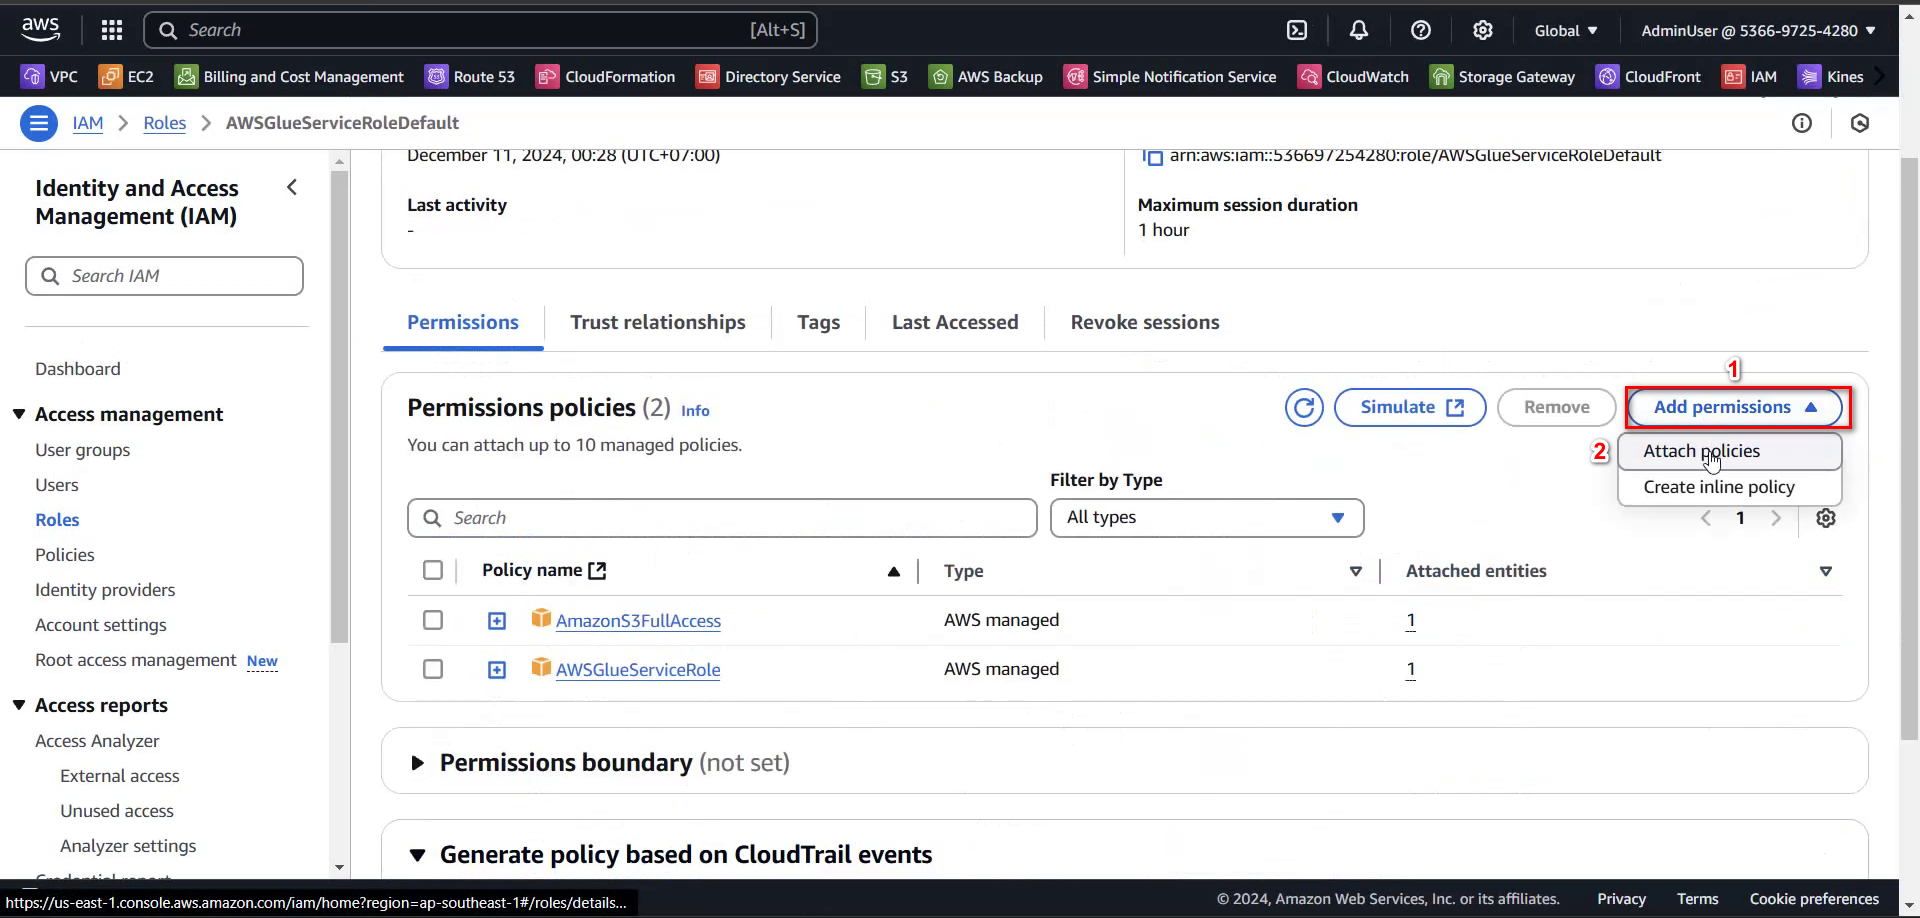 aws
Search [Alt+S] Global AdminUser @ 5366-9725-4280
VPC EC2 Billing and Cost Management Route 53 CloudFormation Directory Service S3 AWS Backup Simple Notification Service CloudWatch Storage Gateway CloudFront IAM Kines
IAM Roles AWSGlueServiceRoleDefault
December 11, 2024, 00:28 (UTC+07:00)
arn:aws:iam::536697254280:role/AWSGlueServiceRoleDefault
Last activity
-
Maximum session duration
1 hour
Identity and Access
Management (IAM)
Search IAM
Dashboard
Access management
User groups
Users
Roles
Policies
Identity providers
Account settings
Root access management New
Access reports
Access Analyzer
External access
Unused access
Analyzer settings
Credential report
Permissions Trust relationships Tags Last Accessed Revoke sessions
1
Permissions policies (2) Info Simulate Remove Add permissions
You can attach up to 10 managed policies.
2 Attach policies
Create inline policy
Filter by Type
Search All types 1
Policy name Type Attached entities
AmazonS3FullAccess AWS managed 1
AWSGlueServiceRole AWS managed 1
Permissions boundary (not set)
Generate policy based on CloudTrail events
https://us-east-1.console.aws.amazon.com/iam/home?region=ap-southeast-1#/roles/details...
© 2024, Amazon Web Services, Inc. or its affiliates. Privacy Terms Cookie preferences